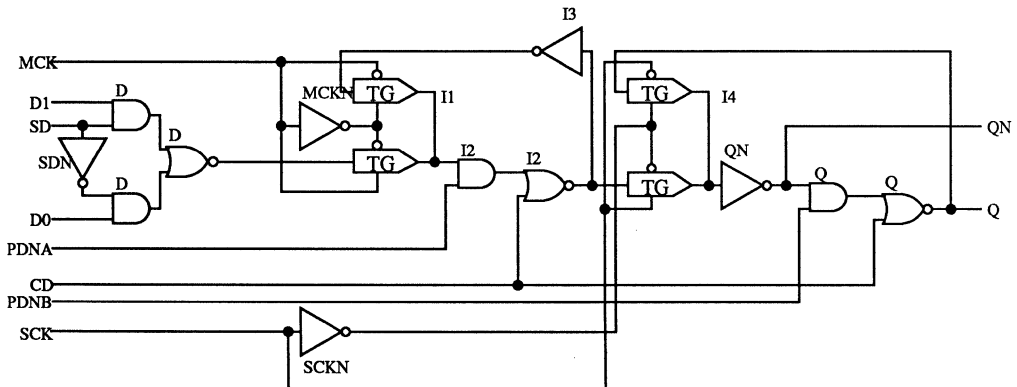 I3
MCK
MCKN
TG
I1
TG
I4
D1
D
SD
D
QN
SDN
TG
I2
I2
TG
QN
D
Q
Q
D0
Q
PDNA
CD
PDNB
SCK
SCKN